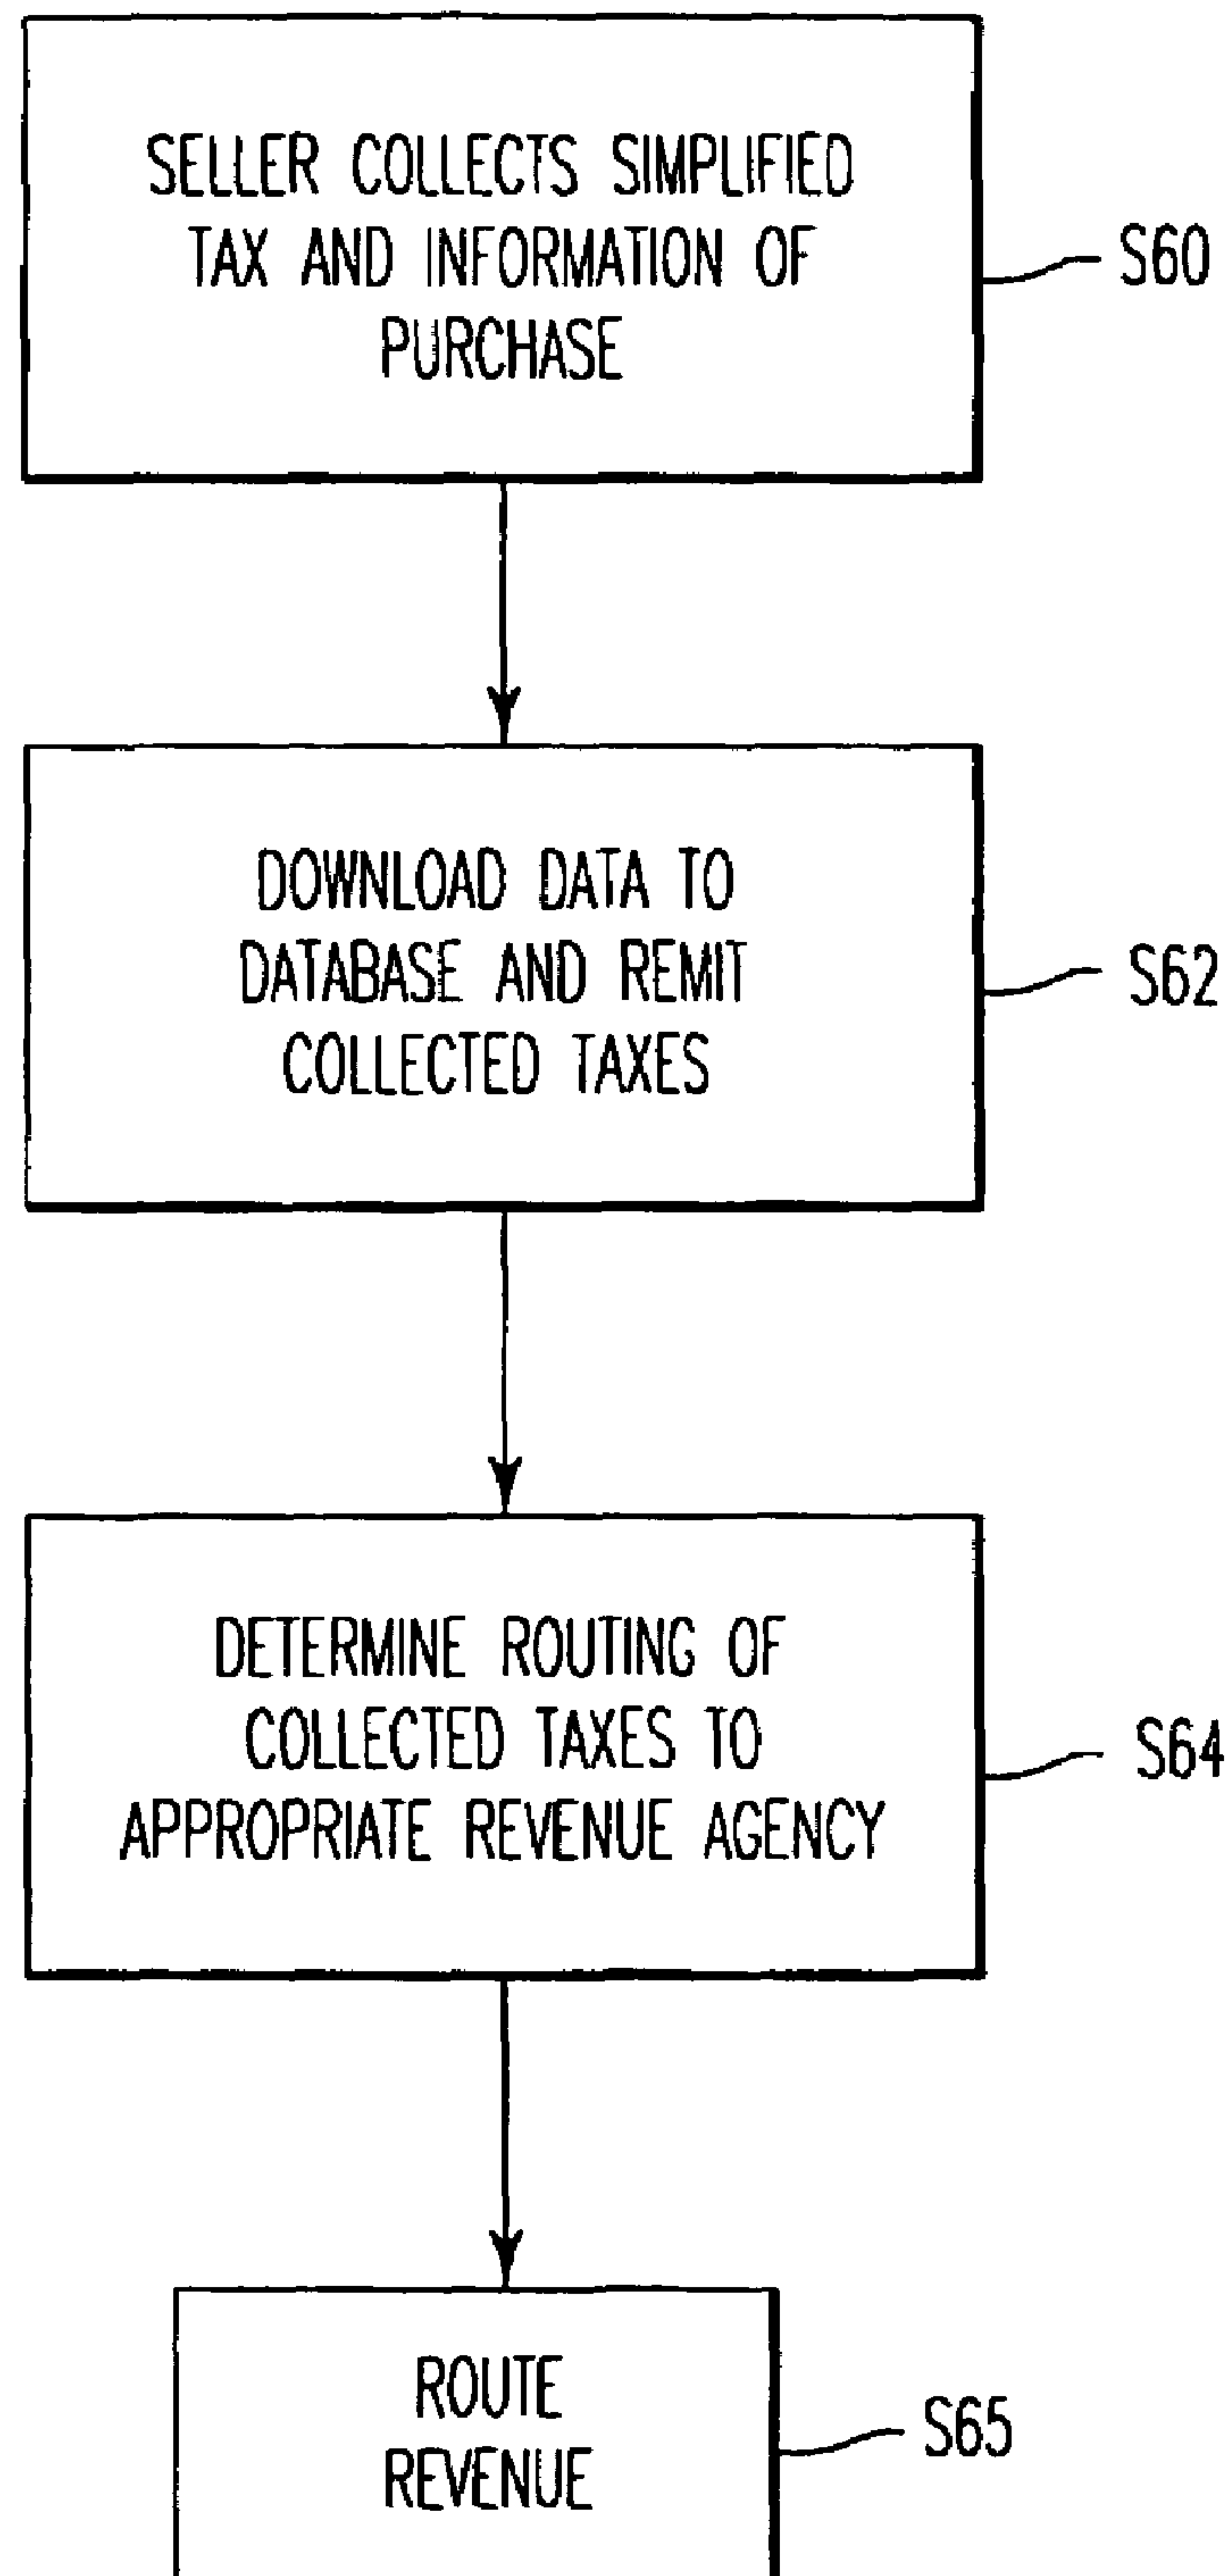 SELLER COLLECTS SIMPLIFIED
TAX AND INFORMATION OF
PURCHASE
S60
DOWNLOAD DATA TO
DATABASE AND REMIT
COLLECTED TAXES
S62
DETERMINE ROUTING OF
COLLECTED TAXES TO
APPROPRIATE REVENUE AGENCY
S64
ROUTE
REVENUE
S65